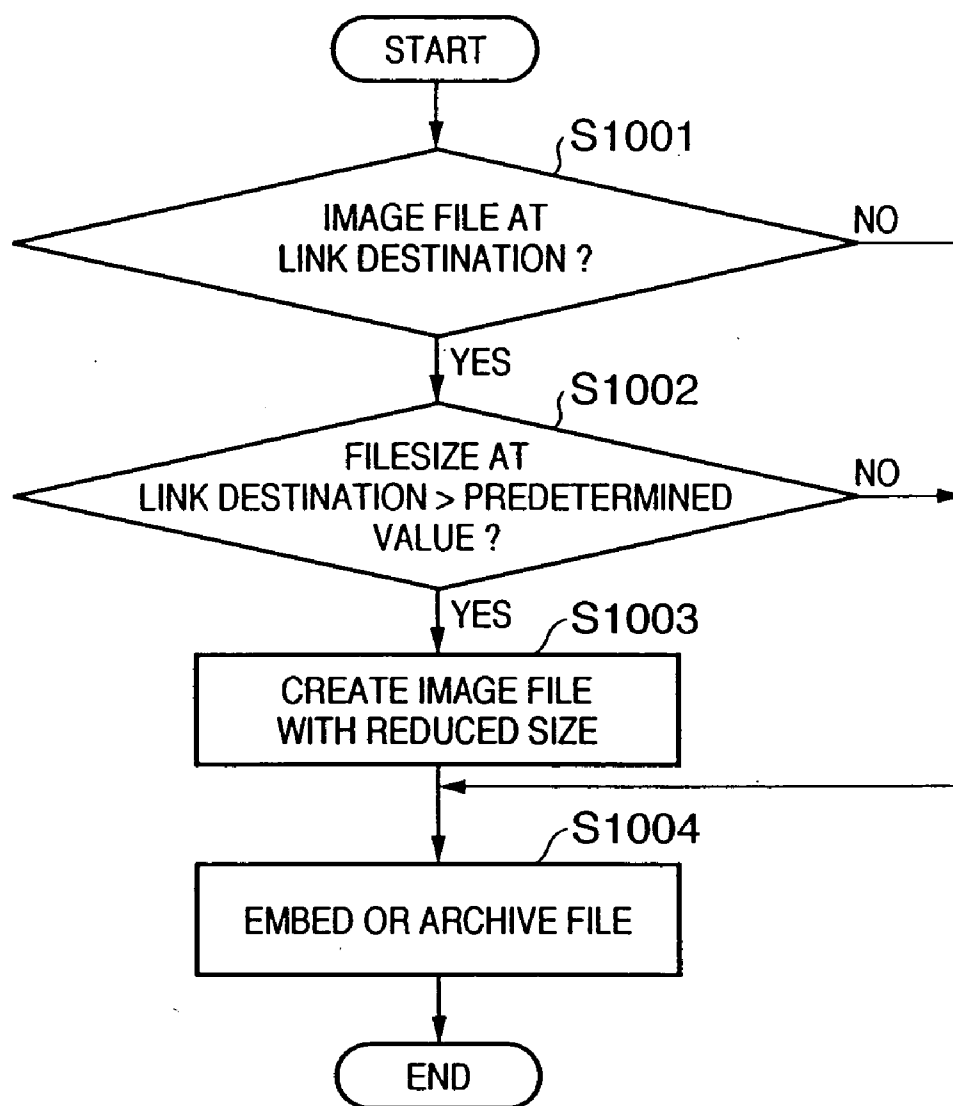 START
S1001
IMAGE FILE AT
LINK DESTINATION ?
NO
YES
S1002
FILESIZE AT
LINK DESTINATION > PREDETERMINED
VALUE ?
NO
YES
S1003
CREATE IMAGE FILE
WITH REDUCED SIZE
S1004
EMBED OR ARCHIVE FILE
END